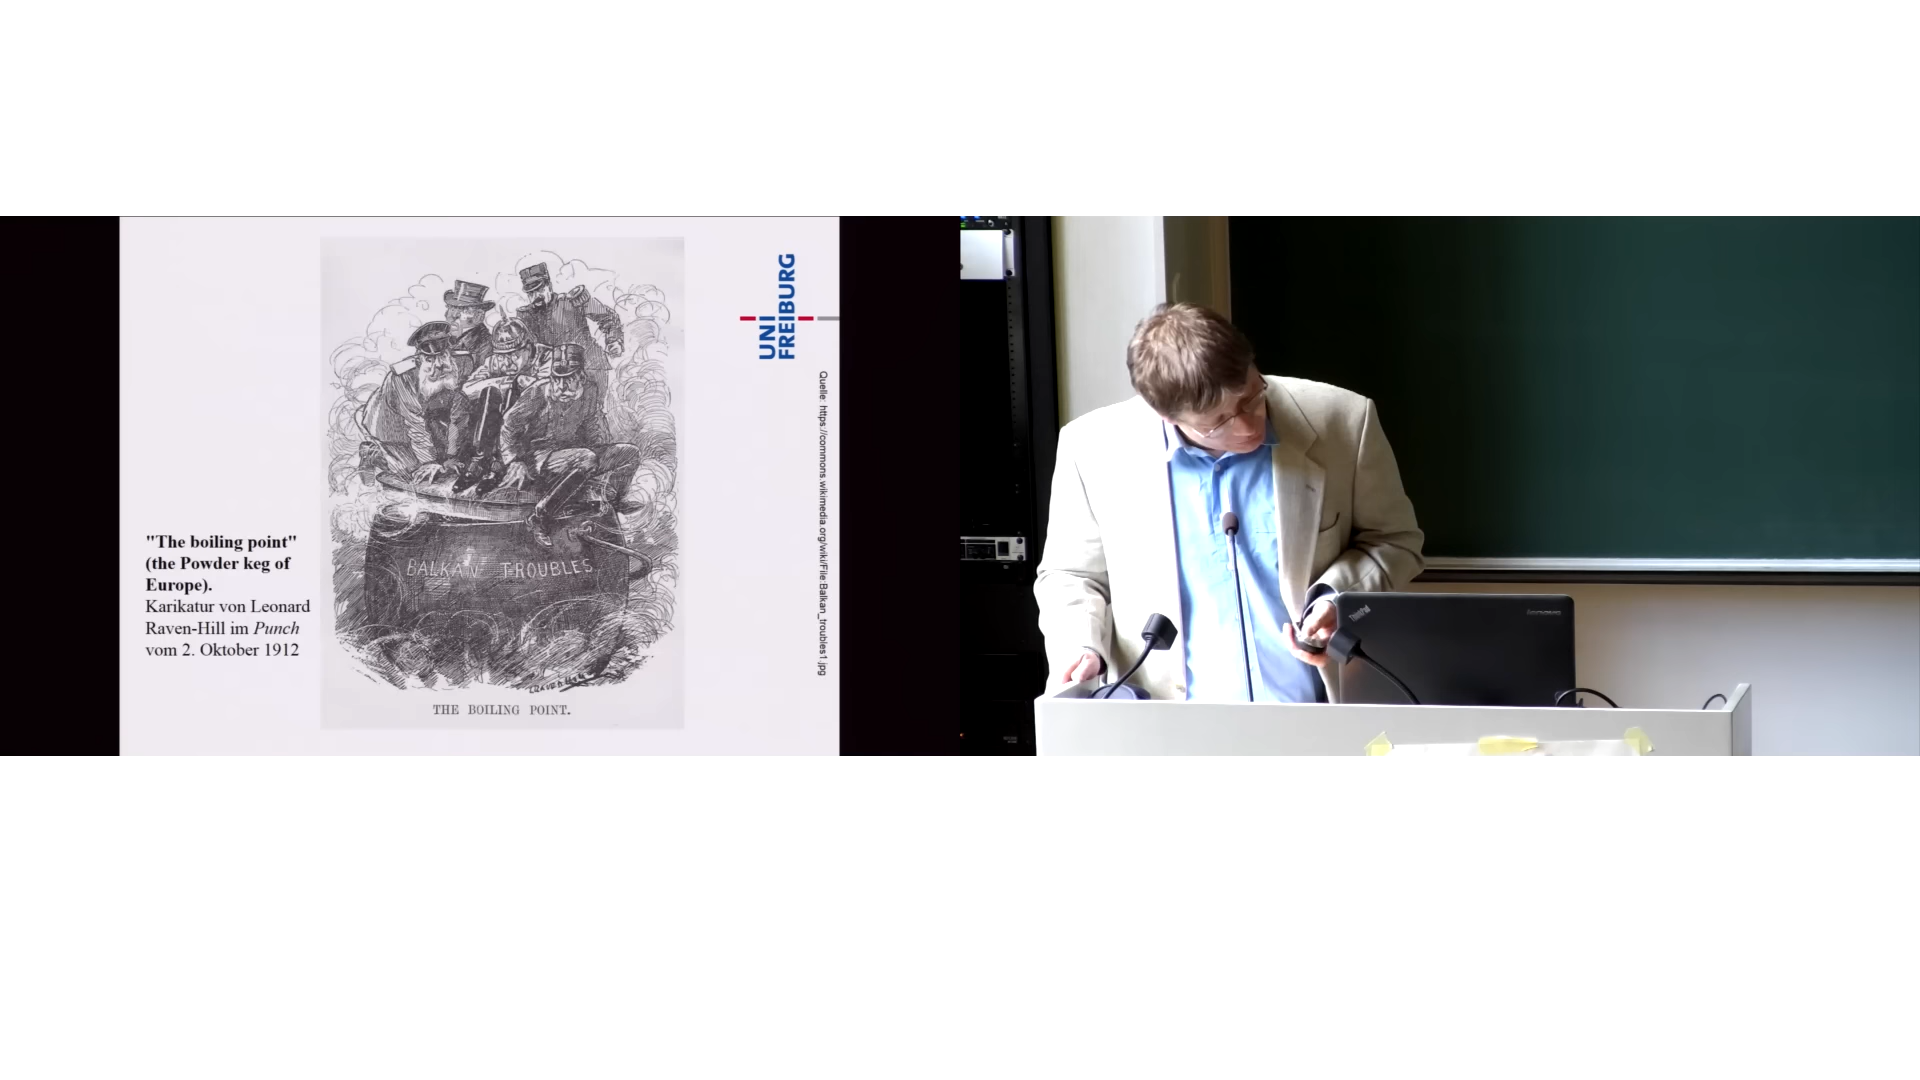 "The boiling point"
(the Powder keg of
Europe).
Karikatur von Leonard
Raven-Hill im Punch
vom 2. Oktober 1912
BALKAN TROUBLES
THE BOILING POINT.
UNI
FREIBURG
Quelle: https://commons.wikimedia.org/wiki/File:Balkan_troubles1.jpg
ThinkPad